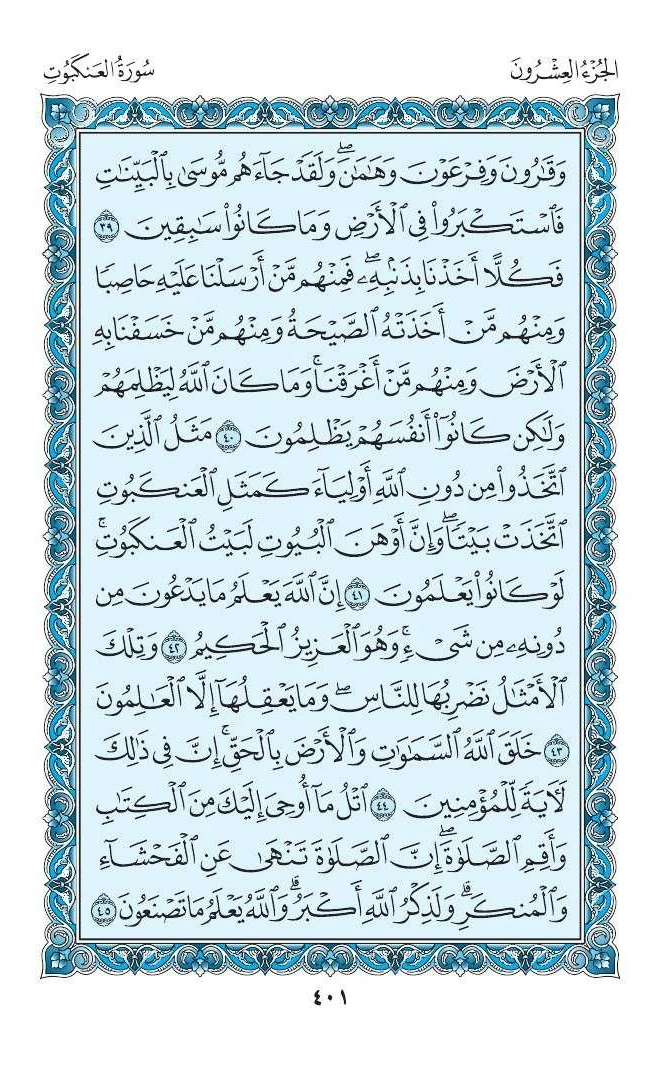 الجُزْءُ العِشْرُونَ
سُورَةُ العَنكَبُوتِ
وَقَٰرُونَ وَفِرْعَوْنَ وَهَٰمَٰنَۖ وَلَقَدْ جَآءَهُم مُّوسَىٰ بِٱلْبَيِّنَٰتِ
فَٱسْتَكْبَرُوا۟ فِى ٱلْأَرْضِ وَمَا كَانُوا۟ سَٰبِقِينَ ٣٩
فَكُلًّا أَخَذْنَا بِذَنۢبِهِۦۖ فَمِنْهُم مَّنْ أَرْسَلْنَا عَلَيْهِ حَاصِبًا
وَمِنْهُم مَّنْ أَخَذَتْهُ ٱلصَّيْحَةُ وَمِنْهُم مَّنْ خَسَفْنَا بِهِ
ٱلْأَرْضَ وَمِنْهُم مَّنْ أَغْرَقْنَاۚ وَمَا كَانَ ٱللَّهُ لِيَظْلِمَهُمْ
وَلَٰكِن كَانُوٓا۟ أَنفُسَهُمْ يَظْلِمُونَ ٤٠ مَثَلُ ٱلَّذِينَ
ٱتَّخَذُوا۟ مِن دُونِ ٱللَّهِ أَوْلِيَآءَ كَمَثَلِ ٱلْعَنكَبُوتِ
ٱتَّخَذَتْ بَيْتًاۖ وَإِنَّ أَوْهَنَ ٱلْبُيُوتِ لَبَيْتُ ٱلْعَنكَبُوتِۚ
لَوْ كَانُوا۟ يَعْلَمُونَ ٤١ إِنَّ ٱللَّهَ يَعْلَمُ مَا يَدْعُونَ مِن
دُونِهِۦ مِن شَىْءٍۚ وَهُوَ ٱلْعَزِيزُ ٱلْحَكِيمُ ٤٢ وَتِلْكَ
ٱلْأَمْثَٰلُ نَضْرِبُهَا لِلنَّاسِۖ وَمَا يَعْقِلُهَآ إِلَّا ٱلْعَٰلِمُونَ
٤٣ خَلَقَ ٱللَّهُ ٱلسَّمَٰوَٰتِ وَٱلْأَرْضَ بِٱلْحَقِّۚ إِنَّ فِى ذَٰلِكَ
لَءَايَةً لِّلْمُؤْمِنِينَ ٤٤ ٱتْلُ مَآ أُوحِىَ إِلَيْكَ مِنَ ٱلْكِتَٰبِ
وَأَقِمِ ٱلصَّلَوٰةَۖ إِنَّ ٱلصَّلَوٰةَ تَنْهَىٰ عَنِ ٱلْفَحْشَآءِ
وَٱلْمُنكَرِۗ وَلَذِكْرُ ٱللَّهِ أَكْبَرُۗ وَٱللَّهُ يَعْلَمُ مَا تَصْنَعُونَ ٤٥
٤٠١